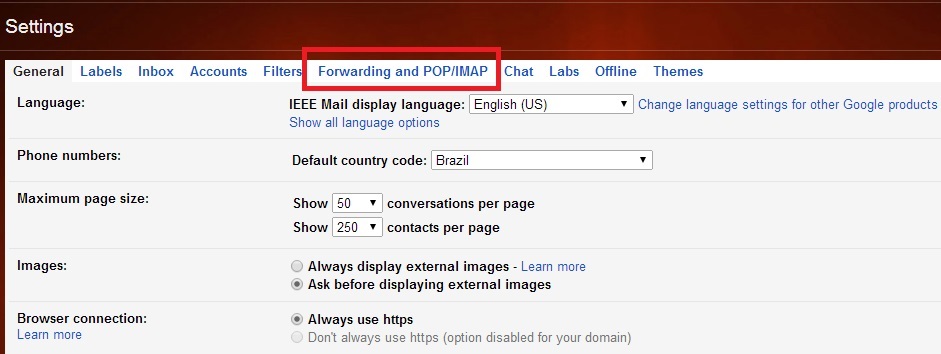 Settings
General Labels Inbox Accounts Filters Forwarding and POP/IMAP Chat Labs Offline Themes
Language: IEEE Mail display language: English (US) Change language settings for other Google products
Show all language options
Phone numbers: Default country code: Brazil
Maximum page size: Show 50 conversations per page
Show 250 contacts per page
Images: Always display external images - Learn more
Ask before displaying external images
Browser connection: Always use https
Learn more Don't always use https (option disabled for your domain)